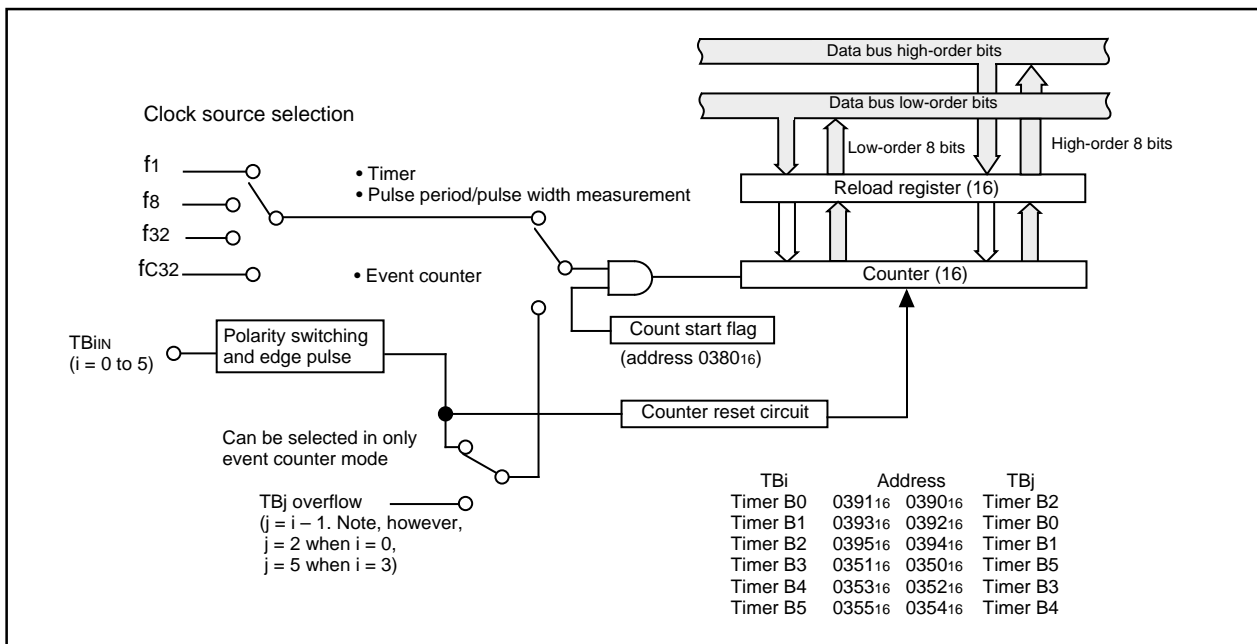 Data bus high-order bits
Data bus low-order bits
Clock source selection
Low-order 8 bits
High-order 8 bits
f1
• Timer
• Pulse period/pulse width measurement
Reload register (16)
f8
f32
fC32
• Event counter
Counter (16)
TBiIN
(i = 0 to 5)
Polarity switching
and edge pulse
Count start flag
(address 038016)
Counter reset circuit
Can be selected in only
event counter mode
TBj overflow
(j = i – 1. Note, however,
j = 2 when i = 0,
j = 5 when i = 3)
TBi Address TBj
Timer B0 039116 039016 Timer B2
Timer B1 039316 039216 Timer B0
Timer B2 039516 039416 Timer B1
Timer B3 035116 035016 Timer B5
Timer B4 035316 035216 Timer B3
Timer B5 035516 035416 Timer B4